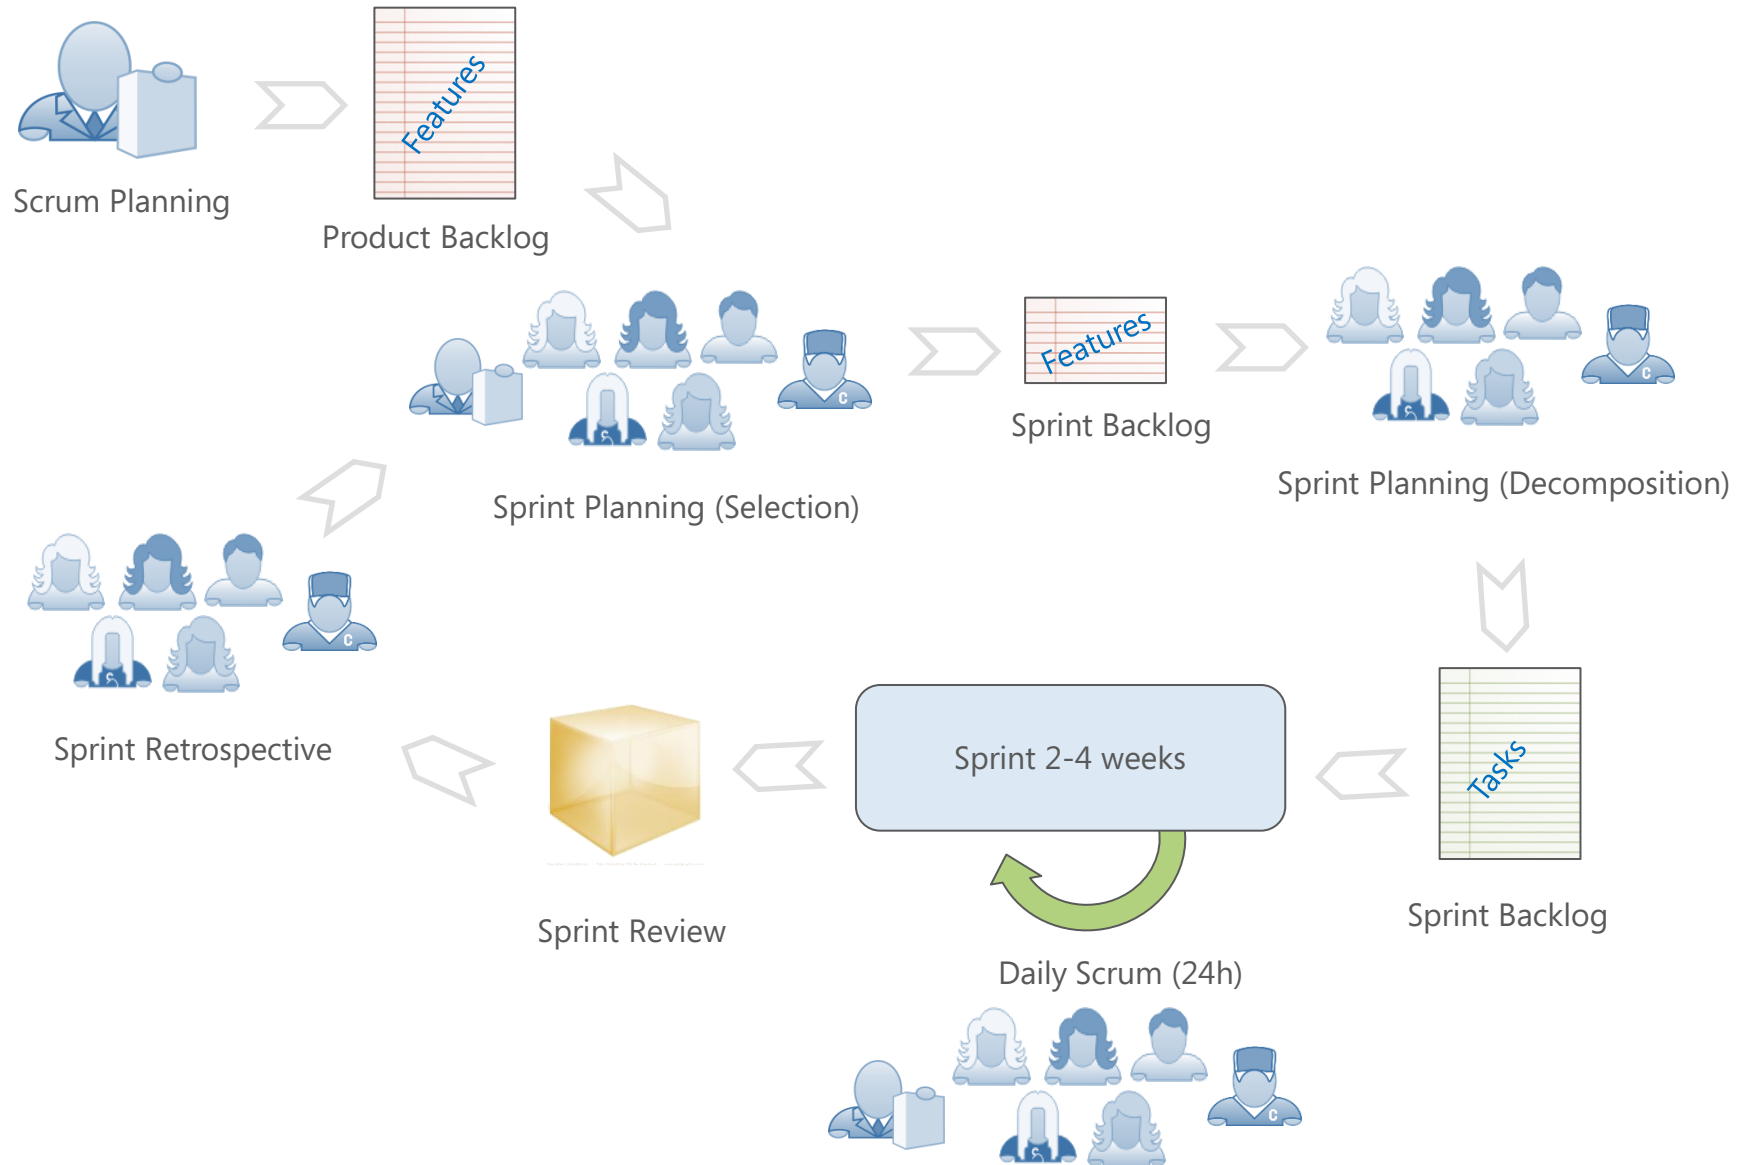 Features
Scrum Planning
Product Backlog
Features
Sprint Backlog
Sprint Planning (Selection)
C
C
Sprint Planning (Decomposition)
C
Sprint Retrospective
Sprint 2-4 weeks
Tasks
Sprint Review
Sprint Backlog
Daily Scrum (24h)
C